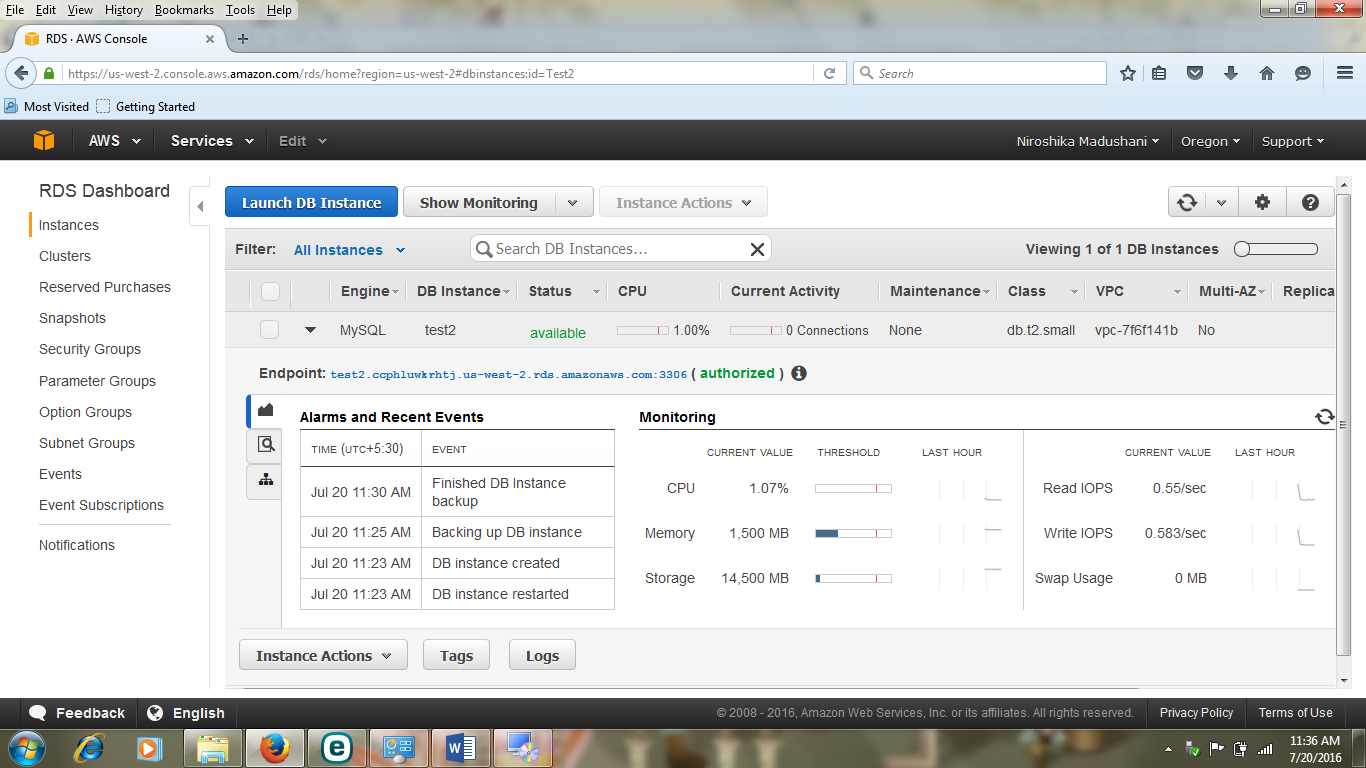 File Edit View History Bookmarks Tools Help
RDS · AWS Console
https://us-west-2.console.aws.amazon.com/rds/home?region=us-west-2#dbinstances:id=Test2
Search
Most Visited Getting Started
AWS Services Edit Niroshika Madushani Oregon Support
RDS Dashboard
Instances
Clusters
Reserved Purchases
Snapshots
Security Groups
Parameter Groups
Option Groups
Subnet Groups
Events
Event Subscriptions
Notifications
Launch DB Instance Show Monitoring Instance Actions
Filter: All Instances Search DB Instances... Viewing 1 of 1 DB Instances
Engine DB Instance Status CPU Current Activity Maintenance Class VPC Multi-AZ Replica
MySQL test2 available 1.00% 0 Connections None db.t2.small vpc-7f6f141b No
Endpoint: test2.ccphluwkrhtj.us-west-2.rds.amazonaws.com:3306 ( authorized )
Alarms and Recent Events
TIME (UTC+5:30) EVENT
Jul 20 11:30 AM Finished DB Instance
backup
Jul 20 11:25 AM Backing up DB instance
Jul 20 11:23 AM DB instance created
Jul 20 11:23 AM DB instance restarted
Monitoring
CURRENT VALUE THRESHOLD LAST HOUR CURRENT VALUE LAST HOUR
CPU 1.07% Read IOPS 0.55/sec
Memory 1,500 MB Write IOPS 0.583/sec
Storage 14,500 MB Swap Usage 0 MB
Instance Actions Tags Logs
Feedback English © 2008 - 2016, Amazon Web Services, Inc. or its affiliates. All rights reserved. Privacy Policy Terms of Use
11:36 AM
7/20/2016